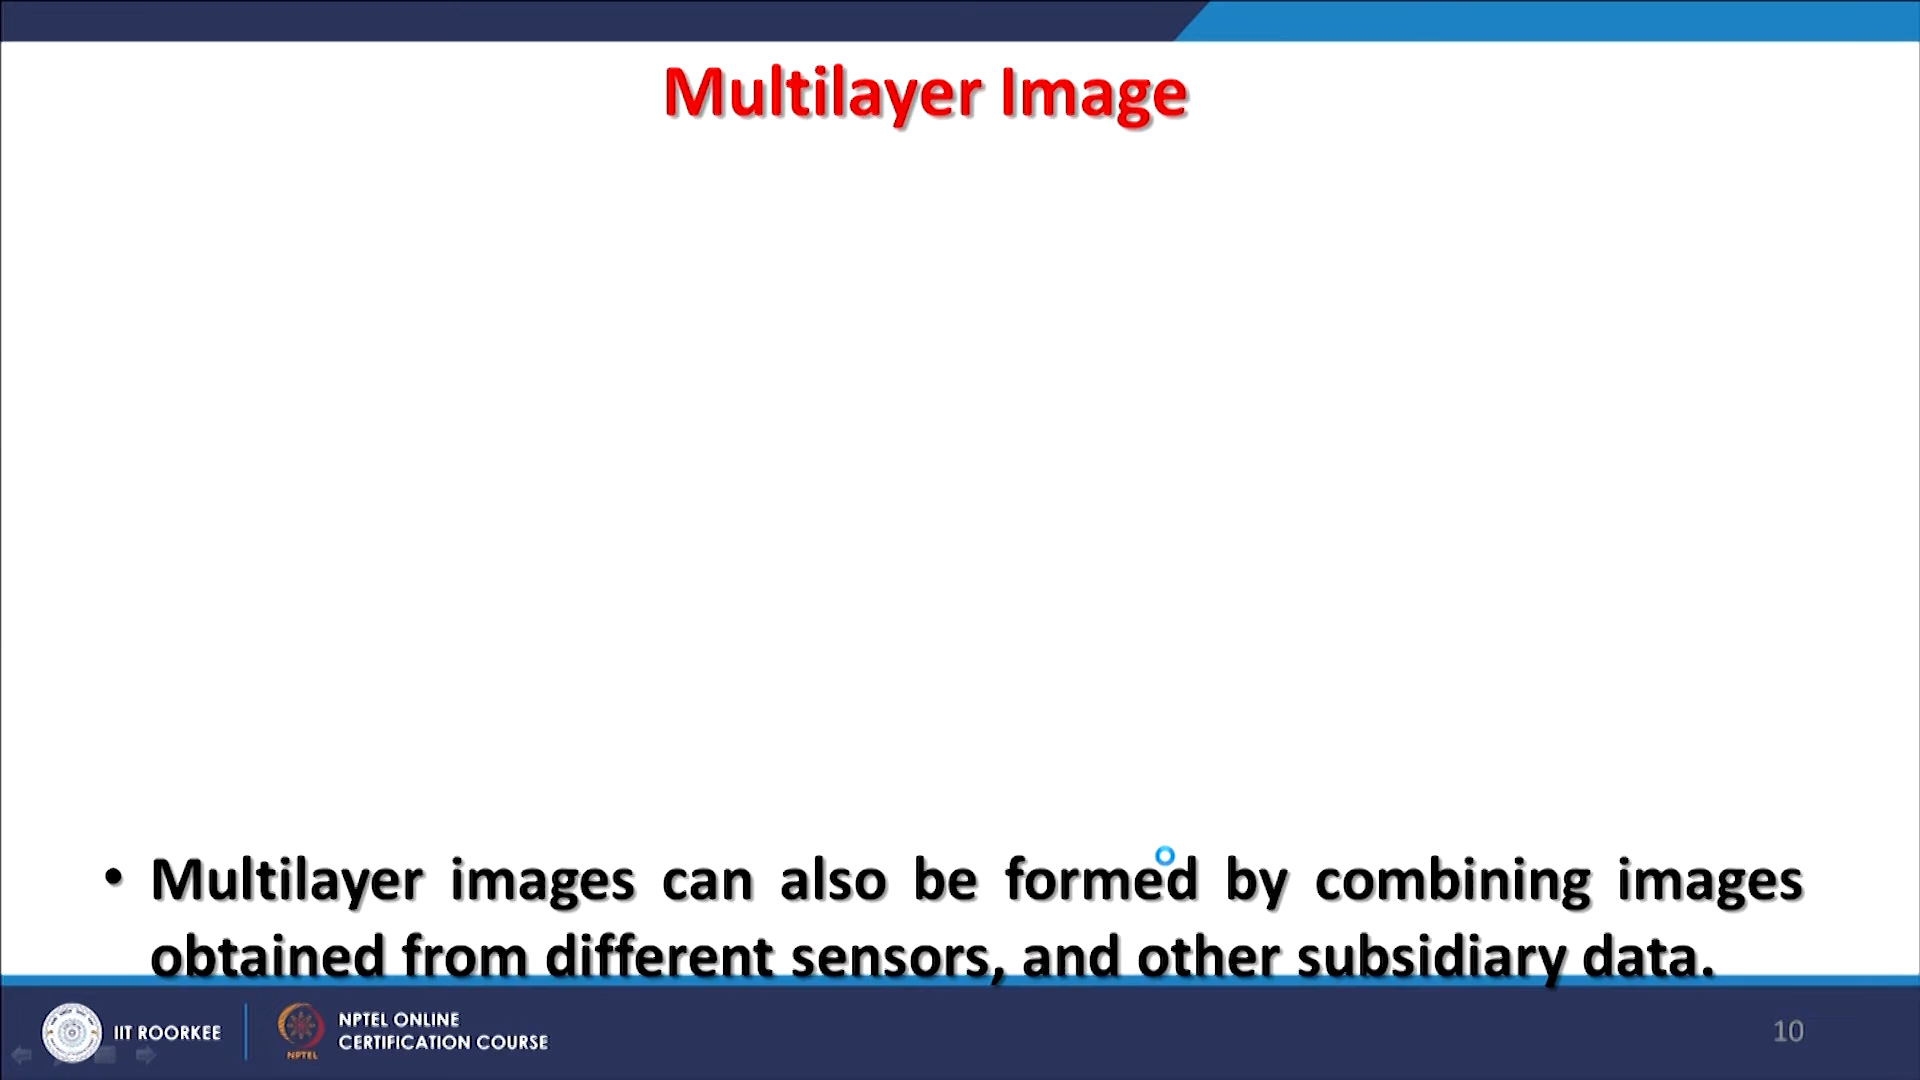 Multilayer Image
• Multilayer images can also be formed by combining images
obtained from different sensors, and other subsidiary data.
IIT ROORKEE
NPTEL
NPTEL ONLINE
CERTIFICATION COURSE
10